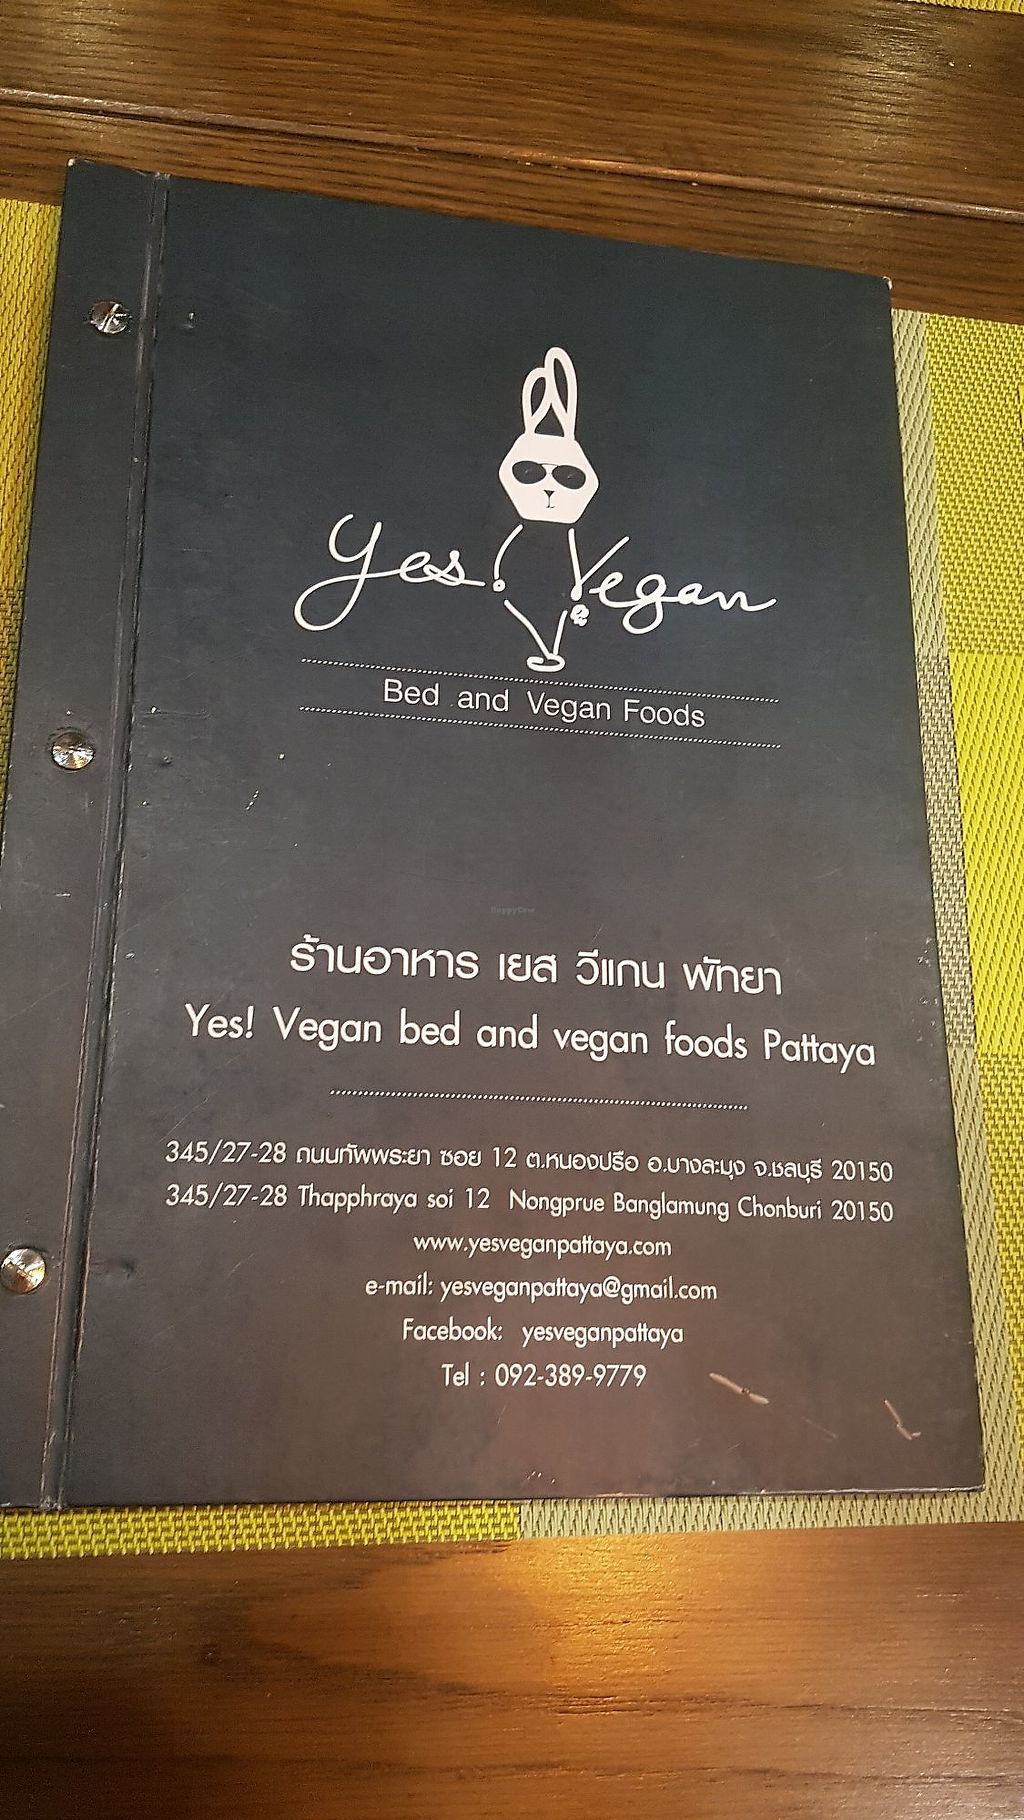 Yes! Vegan
Bed and Vegan Foods
HappyCow
ร้านอาหาร เยส วีแกน พัทยา
Yes! Vegan bed and vegan foods Pattaya
345/27-28 ถนนทัพพระยา ซอย 12 ต.หนองปรือ อ.บางละมุง จ.ชลบุรี 20150
345/27-28 Thapphraya soi 12 Nongprue Banglamung Chonburi 20150
www.yesveganpattaya.com
e-mail: yesveganpattaya@gmail.com
Facebook: yesveganpattaya
Tel : 092-389-9779